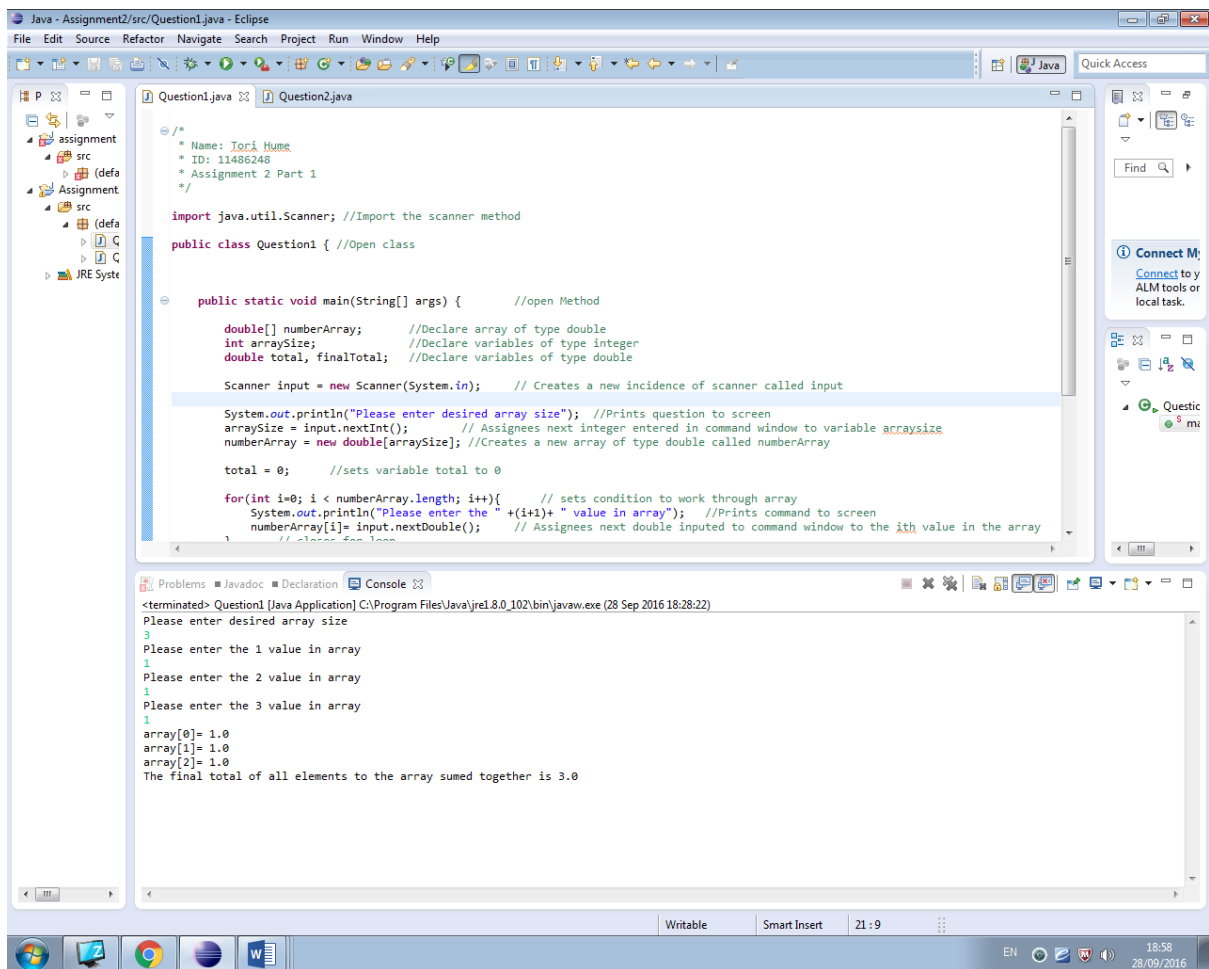 Java - Assignment2/src/Question1.java - Eclipse
File Edit Source Refactor Navigate Search Project Run Window Help
Java
Quick Access
P
Question1.java
Question2.java
assignment
src
(defa
Assignment
src
(defa
Q
Q
JRE Syste
/*
* Name: Tori Hume
* ID: 11486248
* Assignment 2 Part 1
*/
import java.util.Scanner; //Import the scanner method
public class Question1 { //Open class
public static void main(String[] args) { //open Method
double[] numberArray; //Declare array of type double
int arraySize; //Declare variables of type integer
double total, finalTotal; //Declare variables of type double
Scanner input = new Scanner(System.in); // Creates a new incidence of scanner called input
System.out.println("Please enter desired array size"); //Prints question to screen
arraySize = input.nextInt(); // Assignees next integer entered in command window to variable arraysize
numberArray = new double[arraySize]; //Creates a new array of type double called numberArray
total = 0; //sets variable total to 0
for(int i=0; i < numberArray.length; i++){ // sets condition to work through array
System.out.println("Please enter the " +(i+1)+ " value in array"); //Prints command to screen
numberArray[i]= input.nextDouble(); // Assignees next double inputed to command window to the ith value in the array
} // closes for loop
Find
Connect My
Connect to y
ALM tools or
local task.
Questic
S
ma
Problems Javadoc Declaration Console
<terminated> Question1 [Java Application] C:\Program Files\Java\jre1.8.0_102\bin\javaw.exe (28 Sep 2016 18:28:22)
Please enter desired array size
3
Please enter the 1 value in array
1
Please enter the 2 value in array
1
Please enter the 3 value in array
1
array[0]= 1.0
array[1]= 1.0
array[2]= 1.0
The final total of all elements to the array sumed together is 3.0
Writable
Smart Insert
21 : 9
EN
18:58
28/09/2016